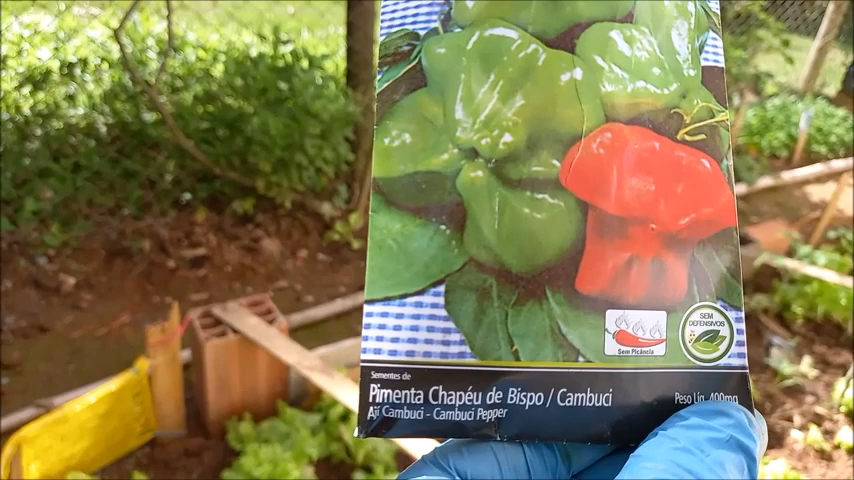 SEM
DEFENSIVOS
Sem Picância
Sementes de
Pimenta Chapéu de Bispo / Cambuci
Peso Líq. 400mg
Ají Cambuci - Cambuci Pepper